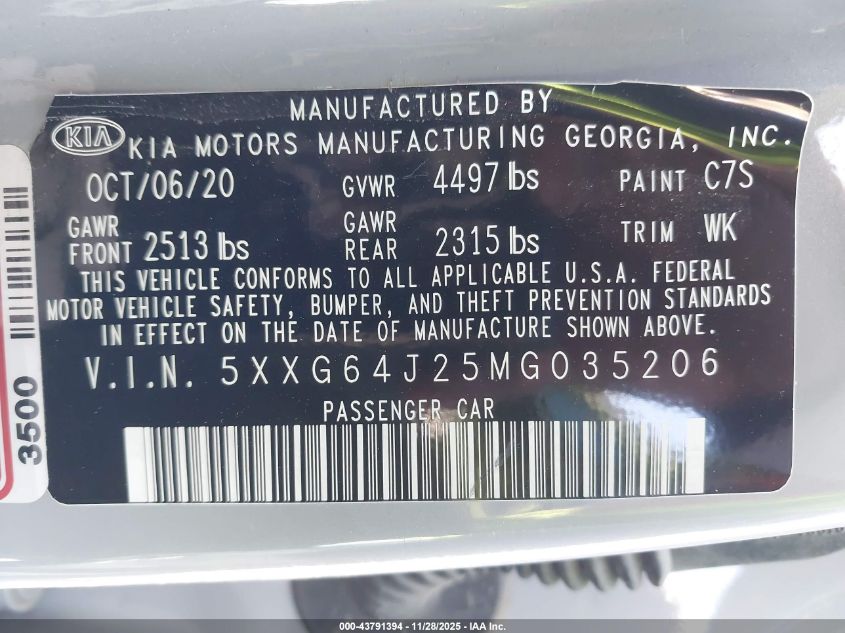 MANUFACTURED BY
KIA KIA MOTORS MANUFACTURING GEORGIA, INC.
OCT/06/20 GVWR 4497 lbs PAINT C7S
GAWR FRONT 2513 lbs GAWR REAR 2315 lbs TRIM WK
THIS VEHICLE CONFORMS TO ALL APPLICABLE U.S.A. FEDERAL
MOTOR VEHICLE SAFETY, BUMPER, AND THEFT PREVENTION STANDARDS
IN EFFECT ON THE DATE OF MANUFACTURE SHOWN ABOVE.
V.I.N. 5XXG64J25MG035206
PASSENGER CAR
3500
000-43791394 - 11/28/2025 - IAA Inc.